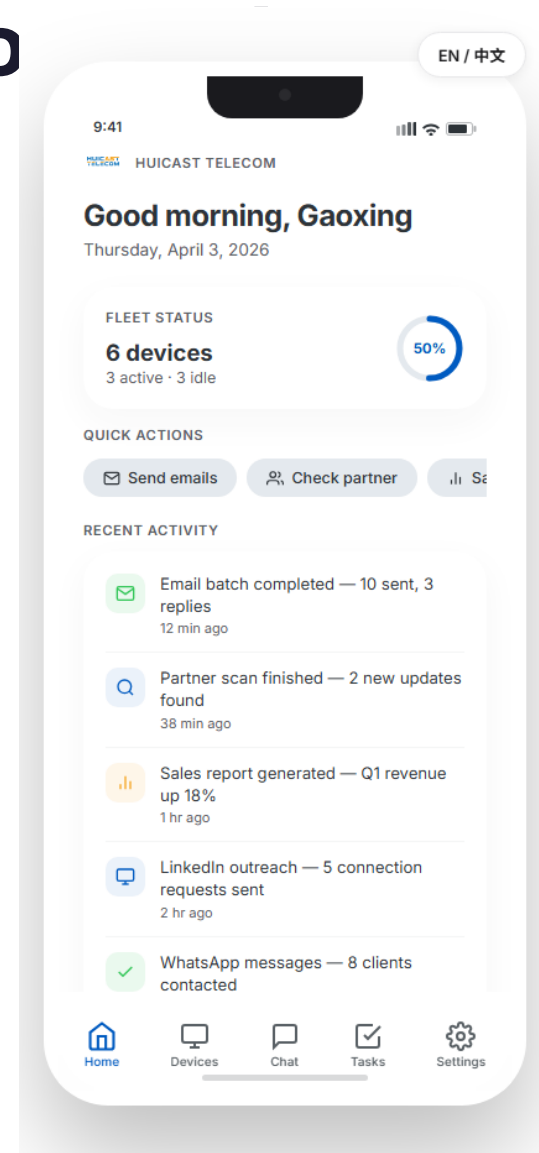 EN / 中文
9:41
HUICAST
TELECOM
HUICAST TELECOM
Good morning, Gaoxing
Thursday, April 3, 2026
FLEET STATUS
6 devices
3 active · 3 idle
50%
QUICK ACTIONS
Send emails
Check partner
Sa
RECENT ACTIVITY
Email batch completed — 10 sent, 3
replies
12 min ago
Partner scan finished — 2 new updates
found
38 min ago
Sales report generated — Q1 revenue
up 18%
1 hr ago
LinkedIn outreach — 5 connection
requests sent
2 hr ago
WhatsApp messages — 8 clients
contacted
Home
Devices
Chat
Tasks
Settings